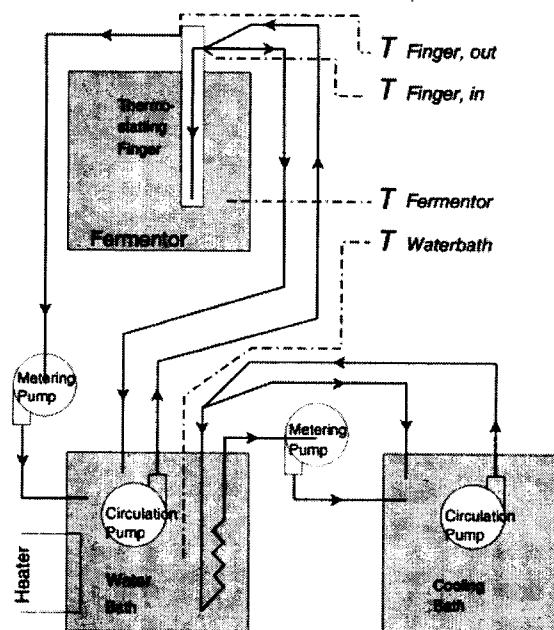 T Finger, out
T Finger, in
Thermo-
statting
Finger
T Fermentor
Fermentor
T Waterbath
Metering
Pump
Metering
Pump
Circulation
Pump
Circulation
Pump
Heater
Water
Bath
Cooling
Bath